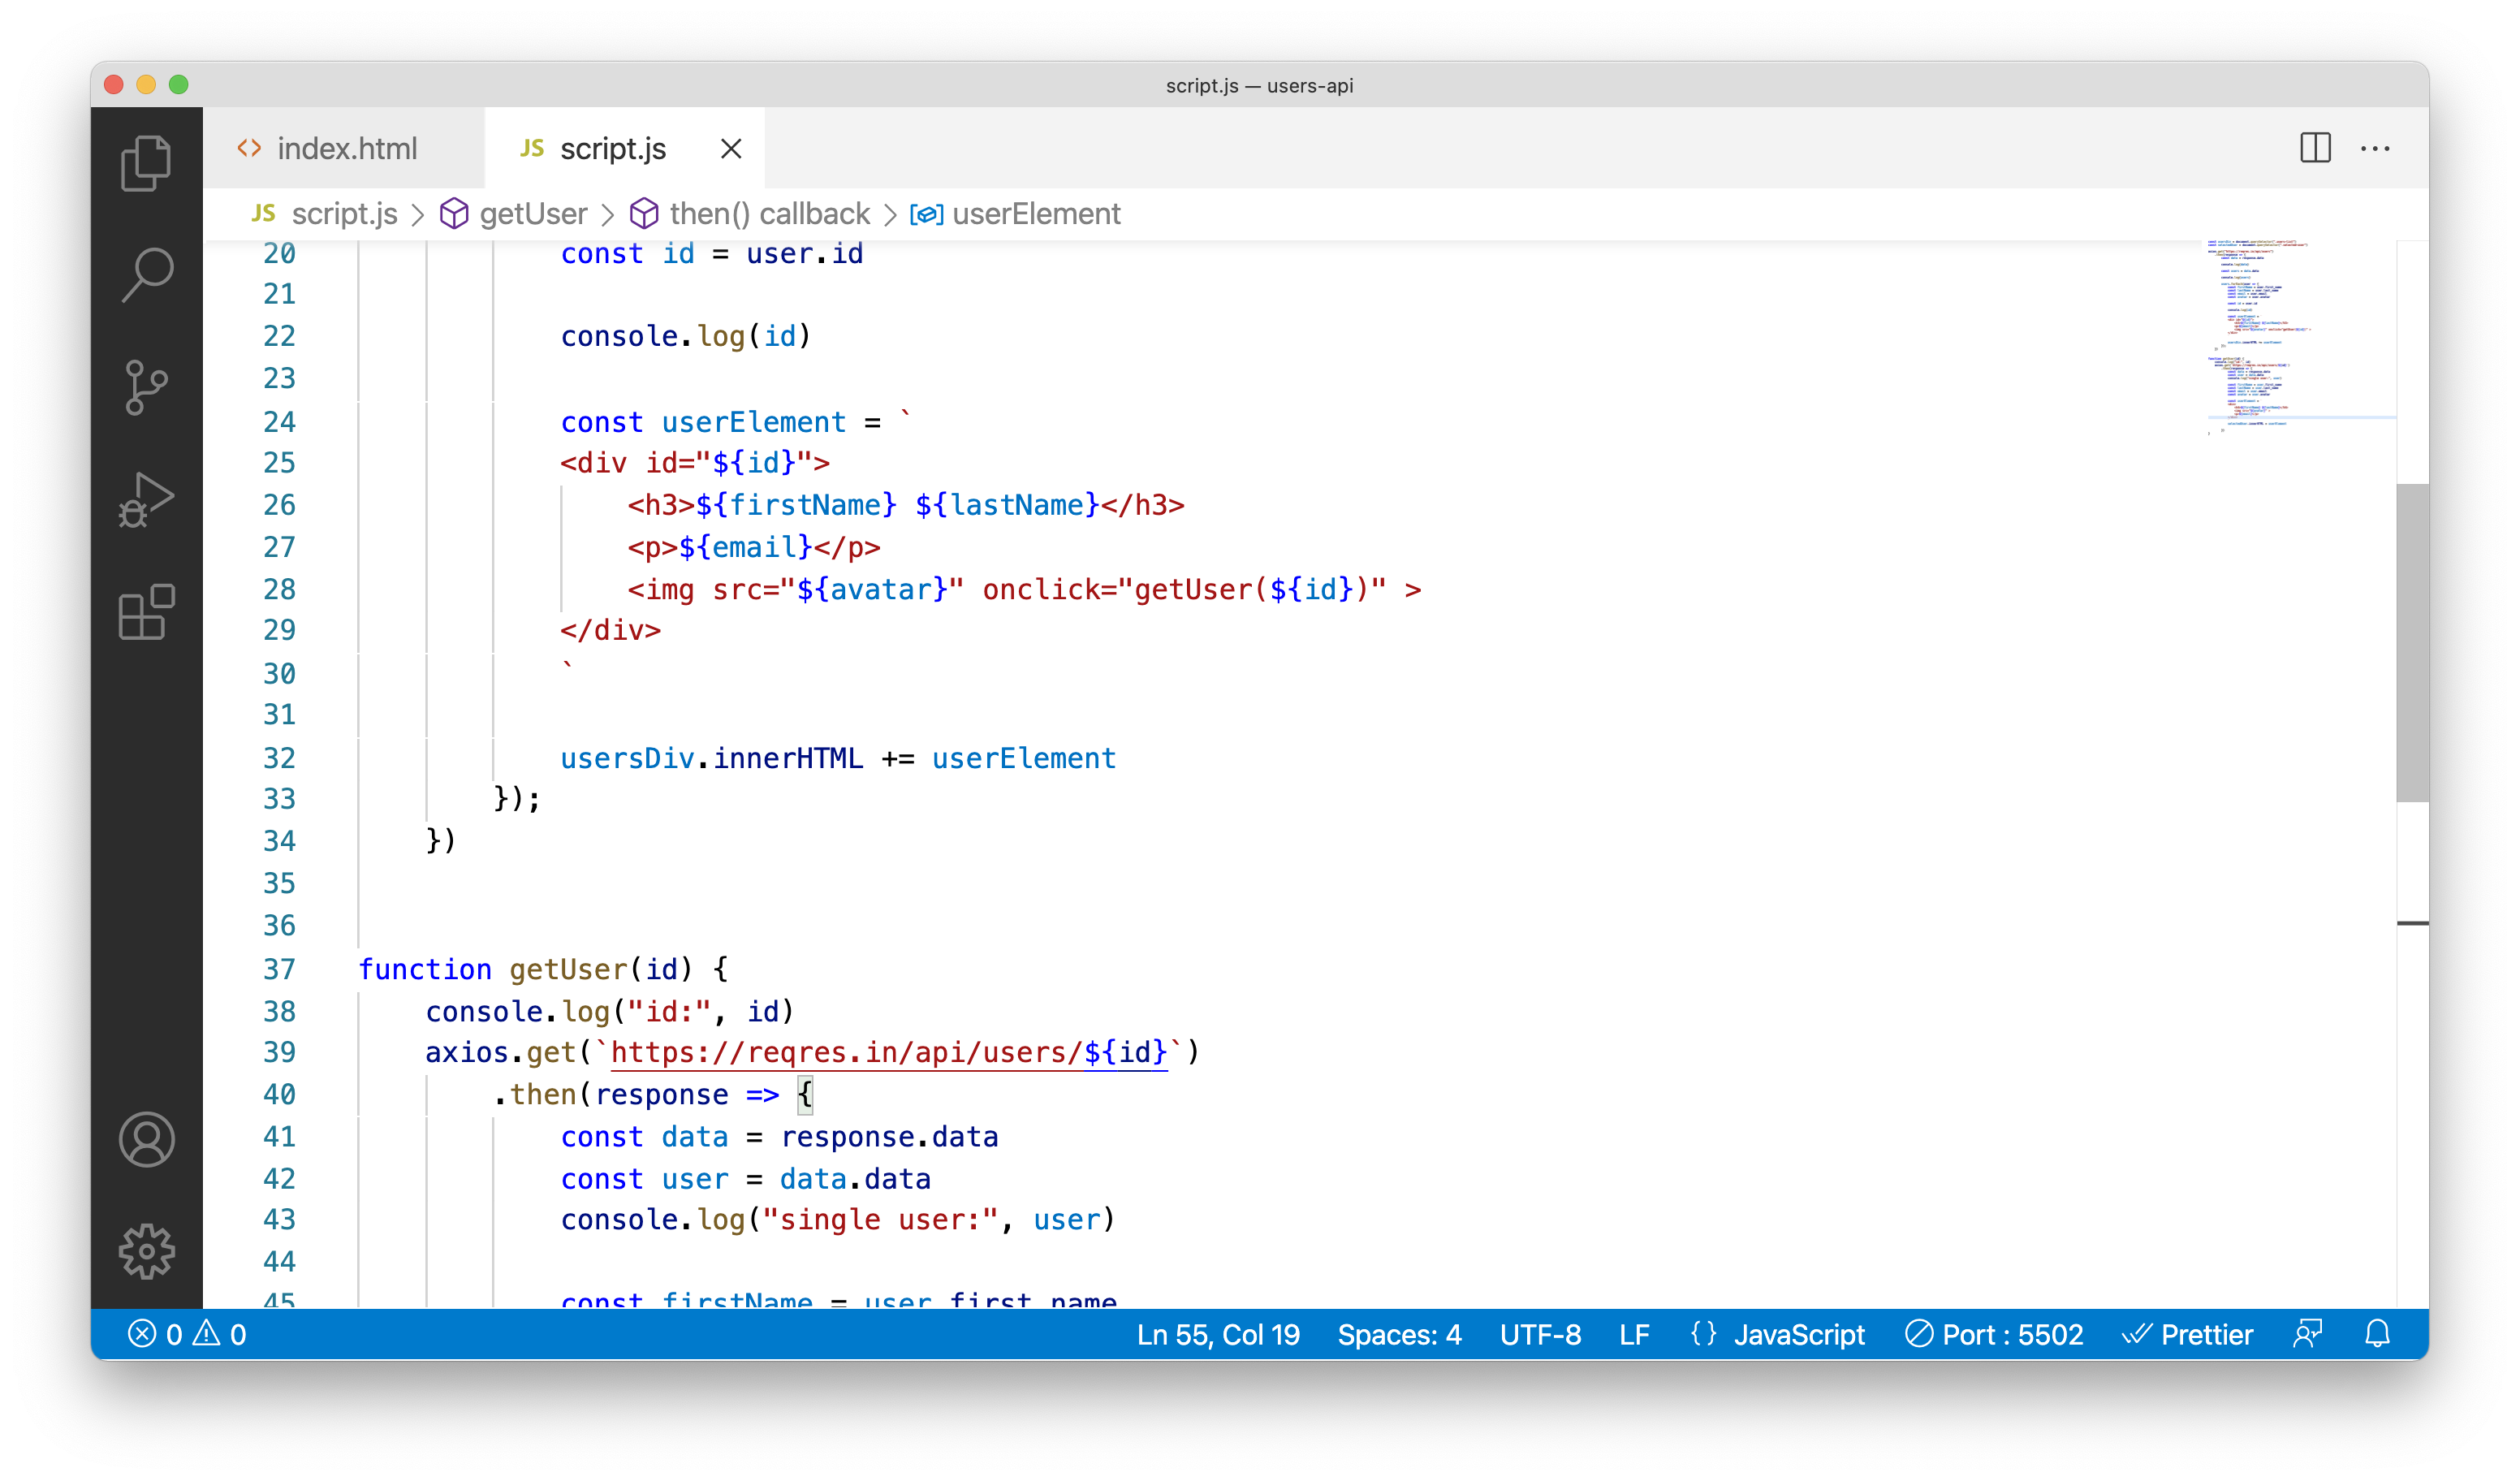 script.js — users-api
index.html
JS script.js
JS script.js > getUser > then() callback > userElement
20 const id = user.id
21
22 console.log(id)
23
24 const userElement = `
25 <div id="${id}">
26 <h3>${firstName} ${lastName}</h3>
27 <p>${email}</p>
28 <img src="${avatar}" onclick="getUser(${id})" >
29 </div>
30 `
31
32 usersDiv.innerHTML += userElement
33 });
34 })
35
36
37 function getUser(id) {
38 console.log("id:", id)
39 axios.get(`https://reqres.in/api/users/${id}`)
40 .then(response => {
41 const data = response.data
42 const user = data.data
43 console.log("single user:", user)
44
45 const firstName = user.first_name
0 0 Ln 55, Col 19 Spaces: 4 UTF-8 LF {} JavaScript Port : 5502 Prettier